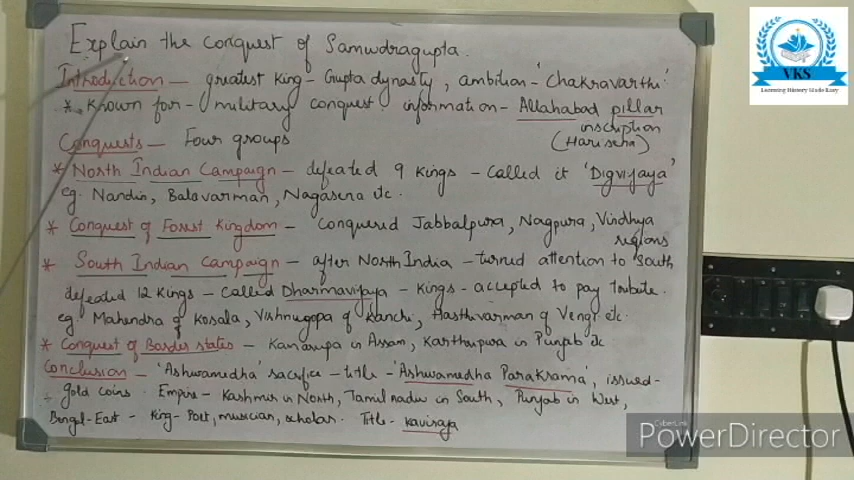 Explain the conquest of Samudragupta.
Introduction - greatest king - Gupta dynasty, ambition - 'Chakravarthi'
* Known for - military conquest information - Allahabad pillar
inscription
(Harisena)
Conquests - Four groups
* North Indian Campaign - defeated 9 Kings - called it 'Digvijaya'
eg. Nandin, Balavarman, Nagasena etc.
* Conquest of Forest Kingdom - Conquered Jabbalpura, Nagpura, Vindhya
regions
* South Indian Campaign - after North India - turned attention to South
defeated 12 Kings - called Dharmavijaya - Kings - accepted to pay tribute.
eg. Mahendra of Kosala, Vishnugopa of Kanchi, Hasthivarman of Vengi etc.
* Conquest of Border states - Kamarupa in Assam, Karthripura in Punjab etc
Conclusion - 'Ashwamedha' sacrifice - title - 'Ashwamedha Parakrama', issued -
gold coins. Empire - Kashmir in North, Tamilnadu in South, Punjab in West,
Bengal - East - King - Poet, musician, scholar. Title - Kaviraja
VKS
Learning History Made Easy
CyberLink
PowerDirector